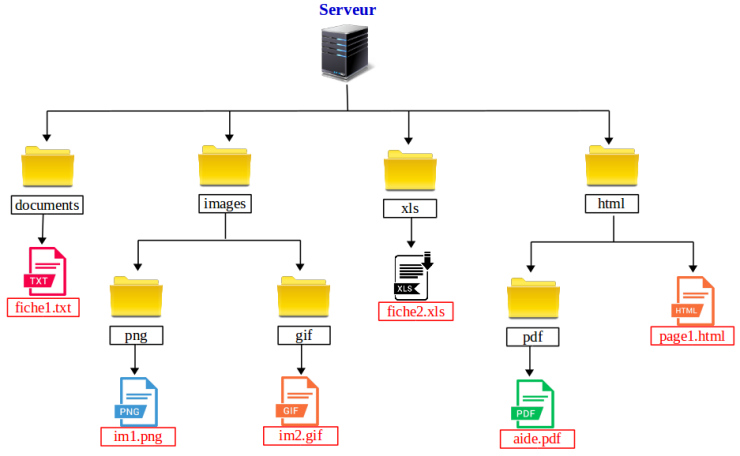 Serveur
documents
images
xls
html
TXT
fiche1.txt
png
gif
XLS
fiche2.xls
pdf
HTML
page1.html
PNG
im1.png
GIF
im2.gif
PDF
aide.pdf